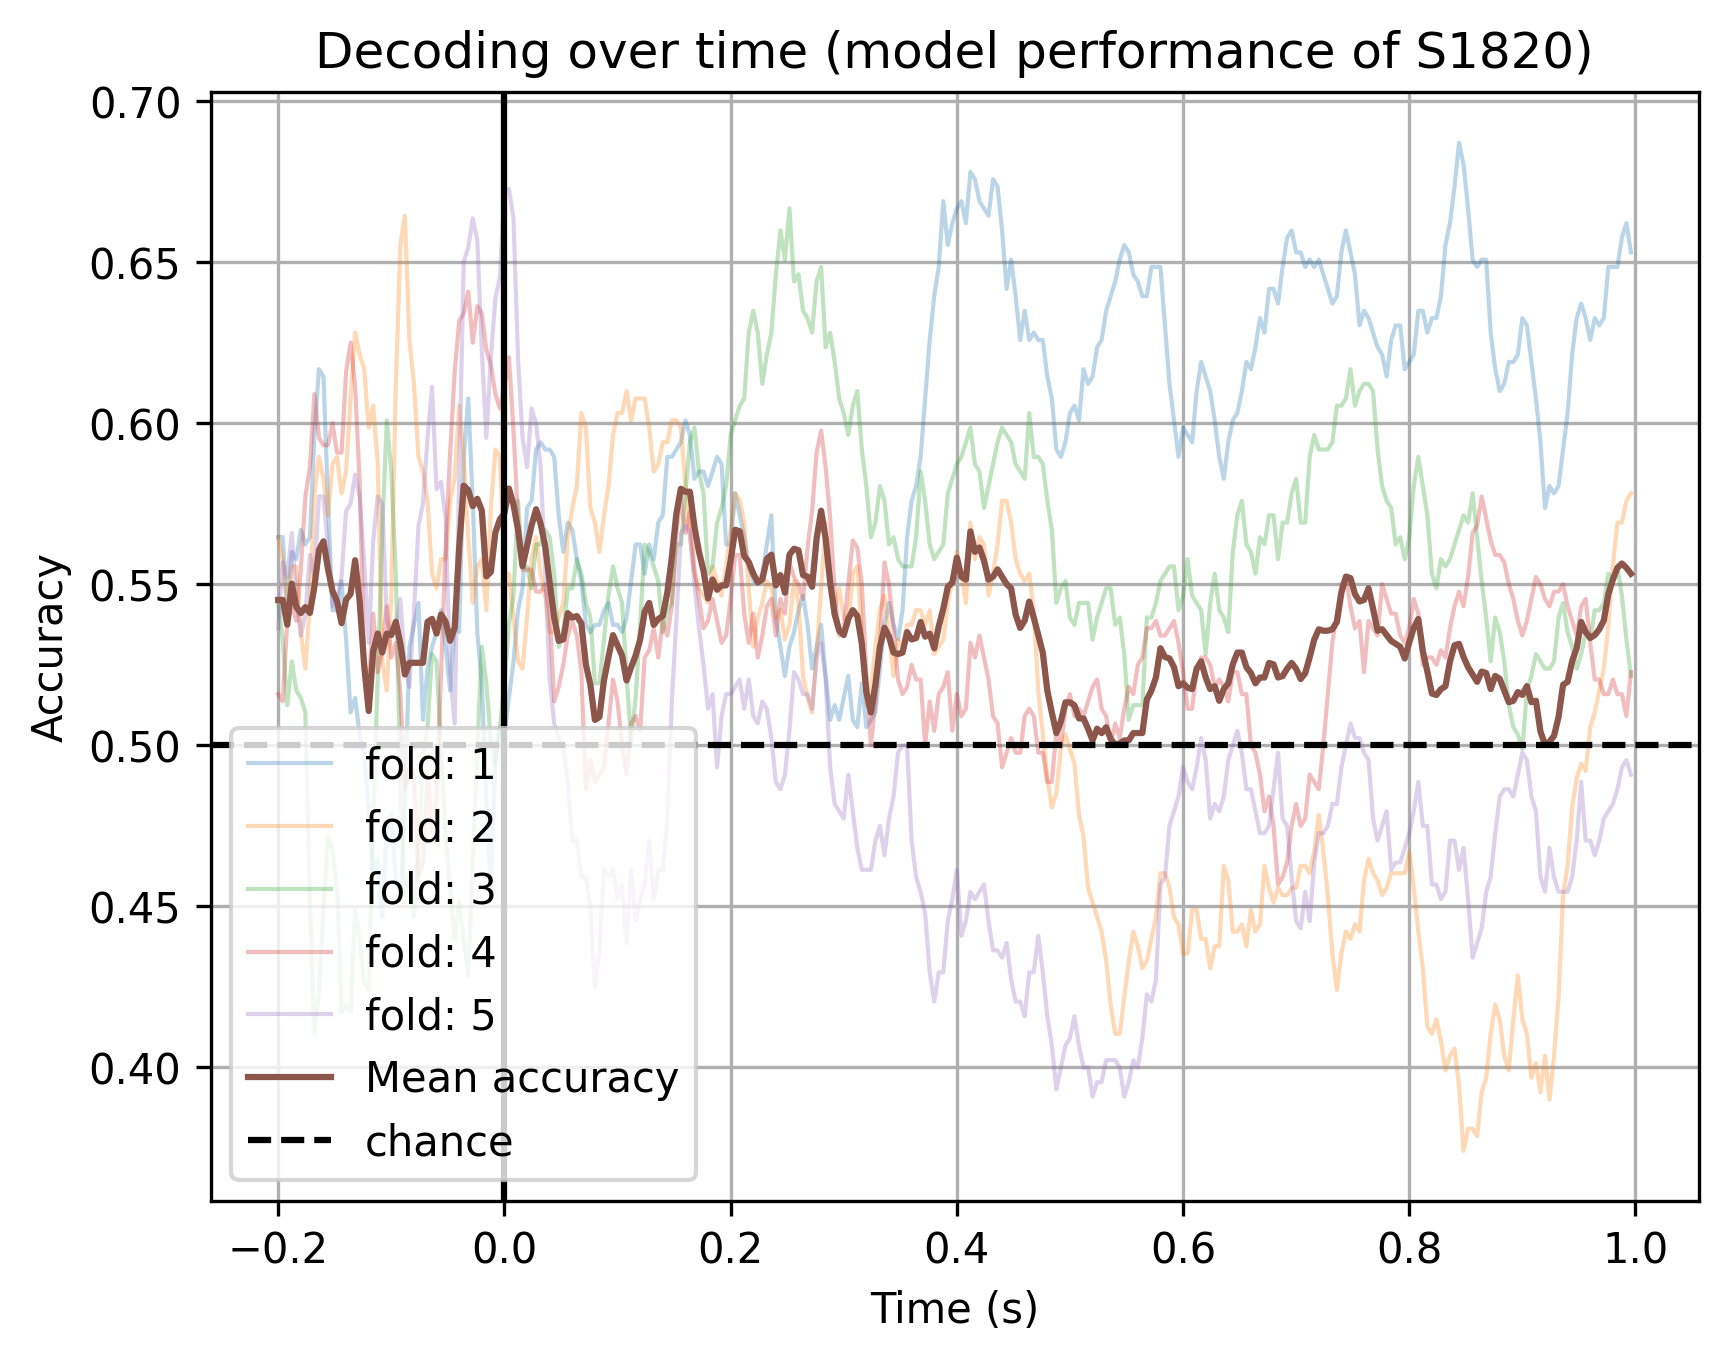 Decoding over time (model performance of S1820)
0.70
0.65
0.60
0.55
0.50
0.45
0.40
Accuracy
fold: 1
fold: 2
fold: 3
fold: 4
fold: 5
Mean accuracy
chance
−0.2 0.0 0.2 0.4 0.6 0.8 1.0
Time (s)